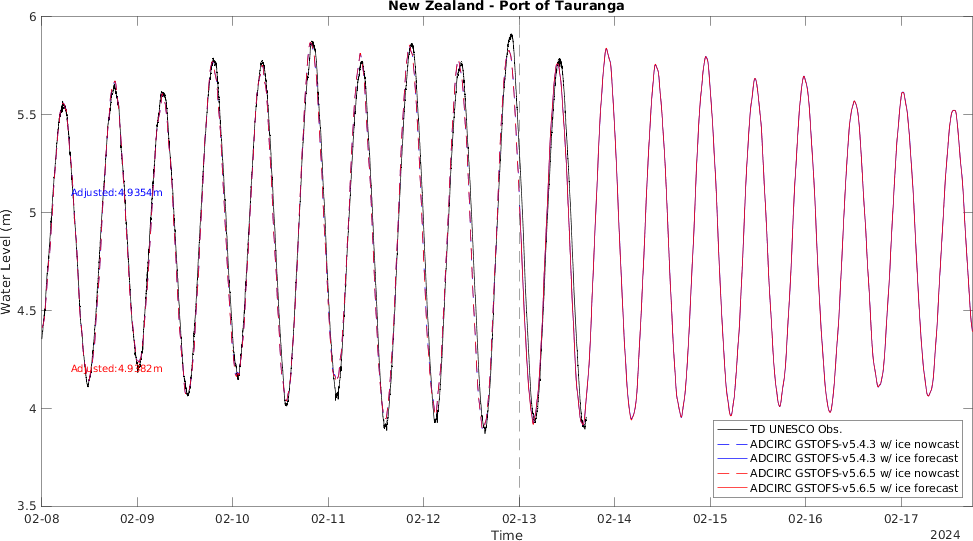 New Zealand - Port of Tauranga
6
5.5
5
4.5
4
3.5
Water Level (m)
Adjusted:4.9354m
Adjusted:4.9382m
TD UNESCO Obs.
ADCIRC GSTOFS-v5.4.3 w/ ice nowcast
ADCIRC GSTOFS-v5.4.3 w/ ice forecast
ADCIRC GSTOFS-v5.6.5 w/ ice nowcast
ADCIRC GSTOFS-v5.6.5 w/ ice forecast
02-08 02-09 02-10 02-11 02-12 02-13 02-14 02-15 02-16 02-17
Time
2024